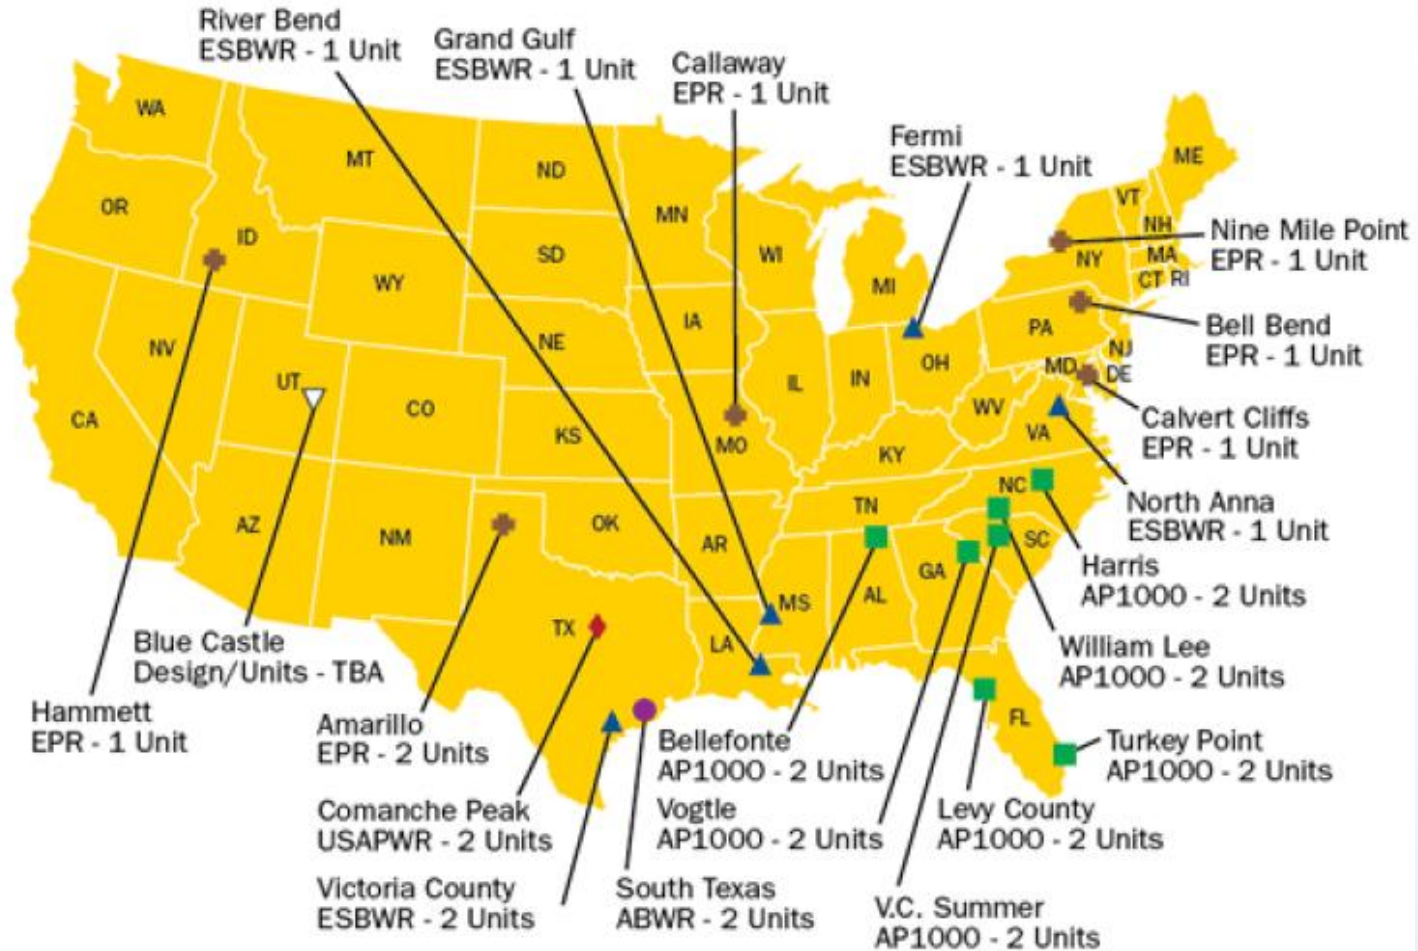 River Bend
ESBWR - 1 Unit
Grand Gulf
ESBWR - 1 Unit
Callaway
EPR - 1 Unit
Fermi
ESBWR - 1 Unit
Nine Mile Point
EPR - 1 Unit
Bell Bend
EPR - 1 Unit
Calvert Cliffs
EPR - 1 Unit
North Anna
ESBWR - 1 Unit
Harris
AP1000 - 2 Units
William Lee
AP1000 - 2 Units
Turkey Point
AP1000 - 2 Units
Levy County
AP1000 - 2 Units
V.C. Summer
AP1000 - 2 Units
Bellefonte
AP1000 - 2 Units
Vogtle
AP1000 - 2 Units
South Texas
ABWR - 2 Units
Victoria County
ESBWR - 2 Units
Comanche Peak
USAPWR - 2 Units
Amarillo
EPR - 2 Units
Blue Castle
Design/Units - TBA
Hammett
EPR - 1 Unit
WA
OR
CA
NV
ID
MT
WY
UT
CO
AZ
NM
ND
SD
NE
KS
OK
TX
MN
IA
MO
AR
LA
WI
IL
MI
IN
OH
KY
TN
MS
AL
GA
FL
SC
NC
VA
WV
MD
DE
NJ
PA
NY
CT
RI
MA
NH
VT
ME